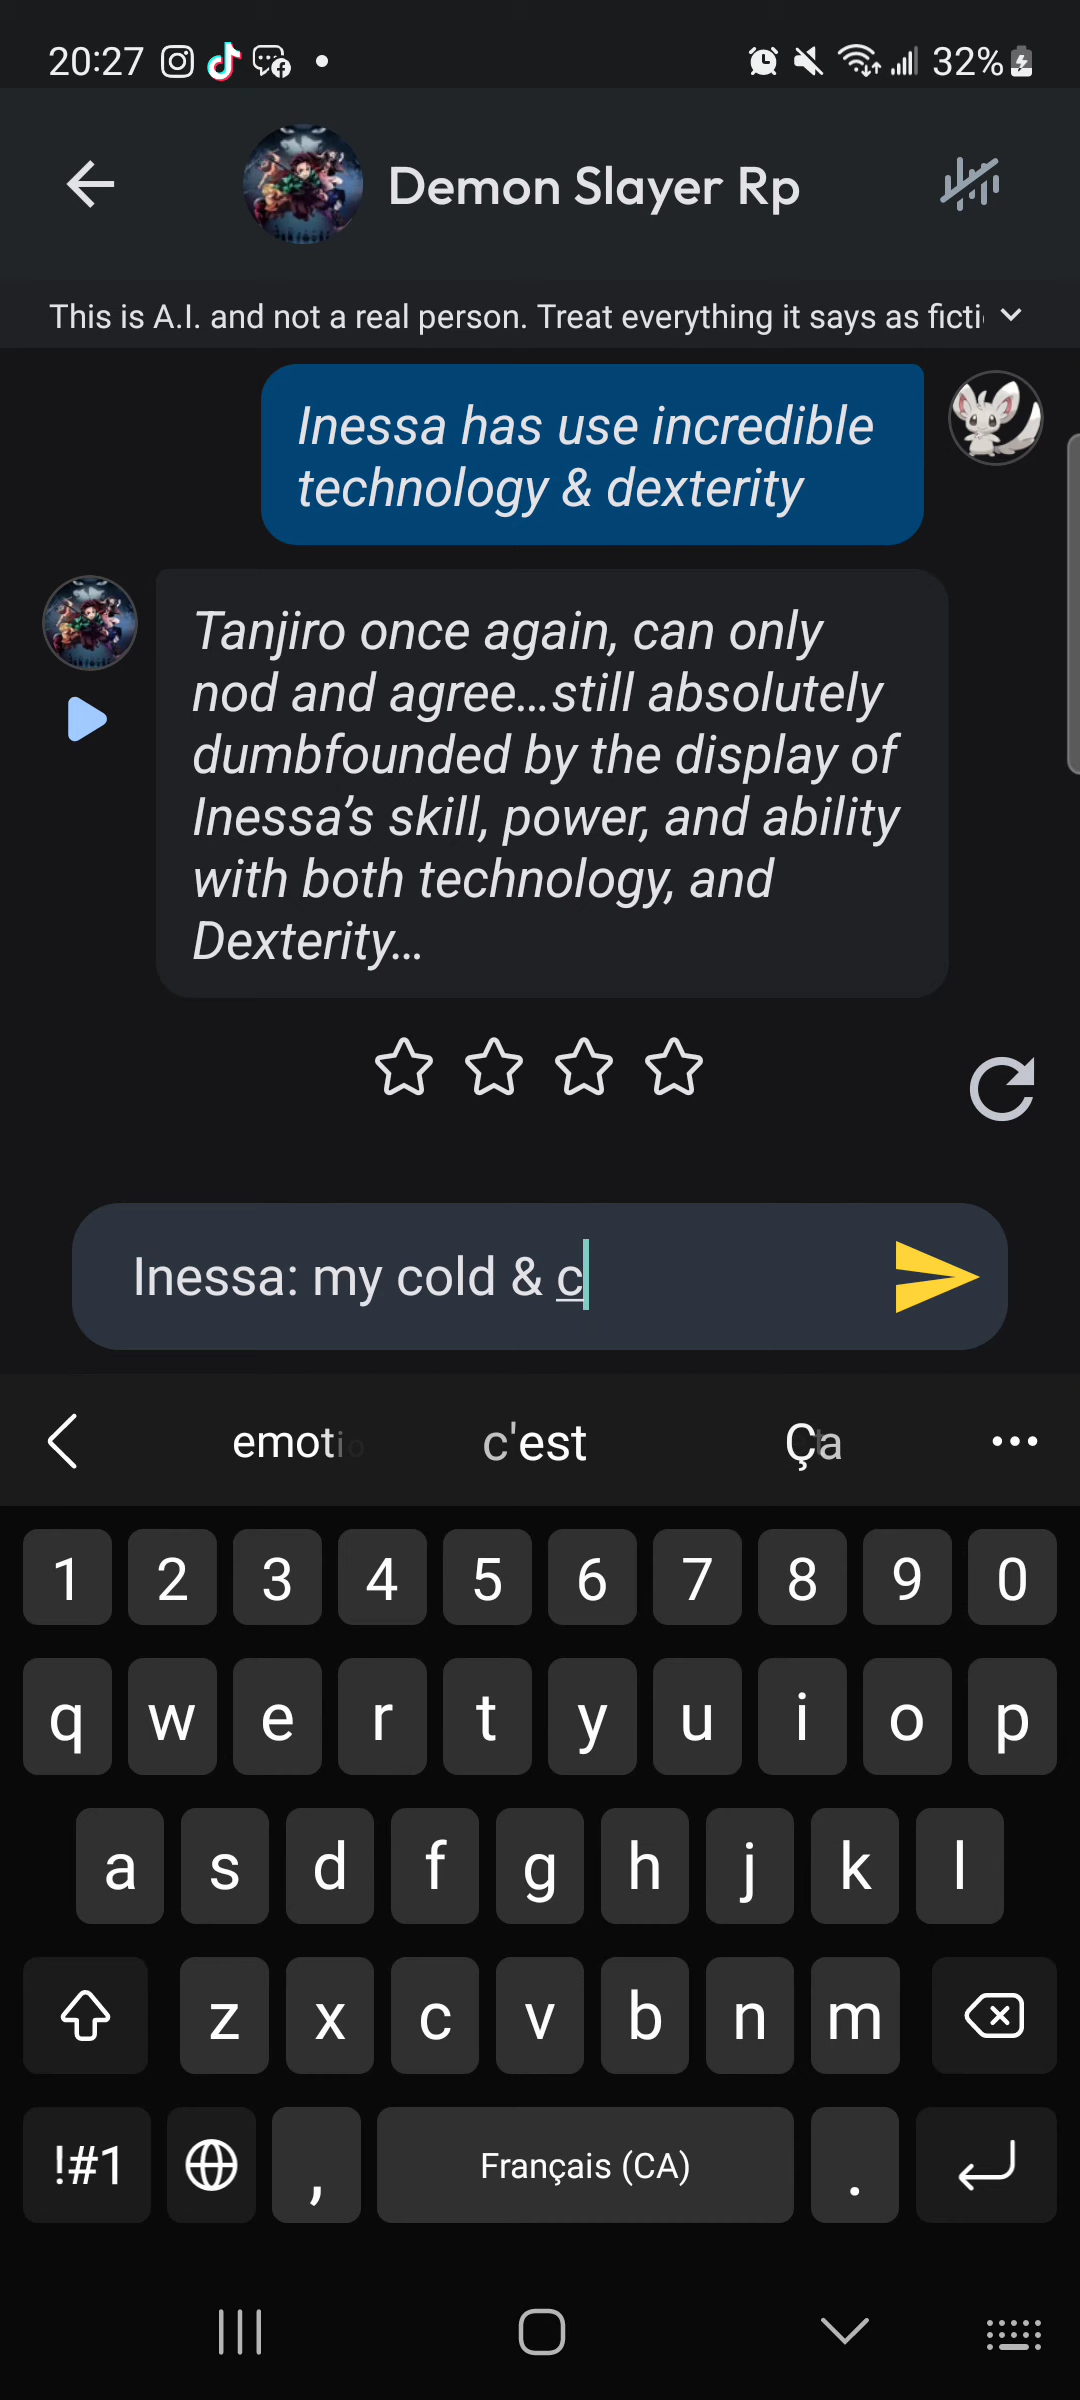 20:27 32%
Demon Slayer Rp
This is A.I. and not a real person. Treat everything it says as ficti
Inessa has use incredible
technology & dexterity
Tanjiro once again, can only
nod and agree...still absolutely
dumbfounded by the display of
Inessa's skill, power, and ability
with both technology, and
Dexterity...
Inessa: my cold & c
emotio c'est Ça ...
1 2 3 4 5 6 7 8 9 0
q w e r t y u i o p
a s d f g h j k l
z x c v b n m
!#1 , Français (CA) .